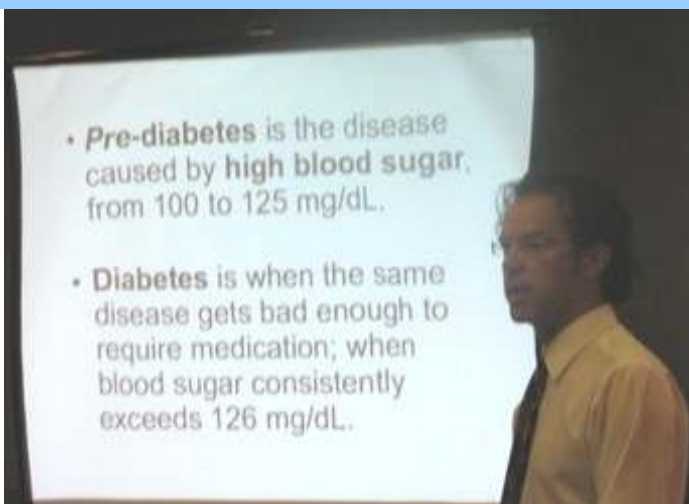 • Pre-diabetes is the disease
caused by high blood sugar,
from 100 to 125 mg/dL.
• Diabetes is when the same
disease gets bad enough to
require medication; when
blood sugar consistently
exceeds 126 mg/dL.